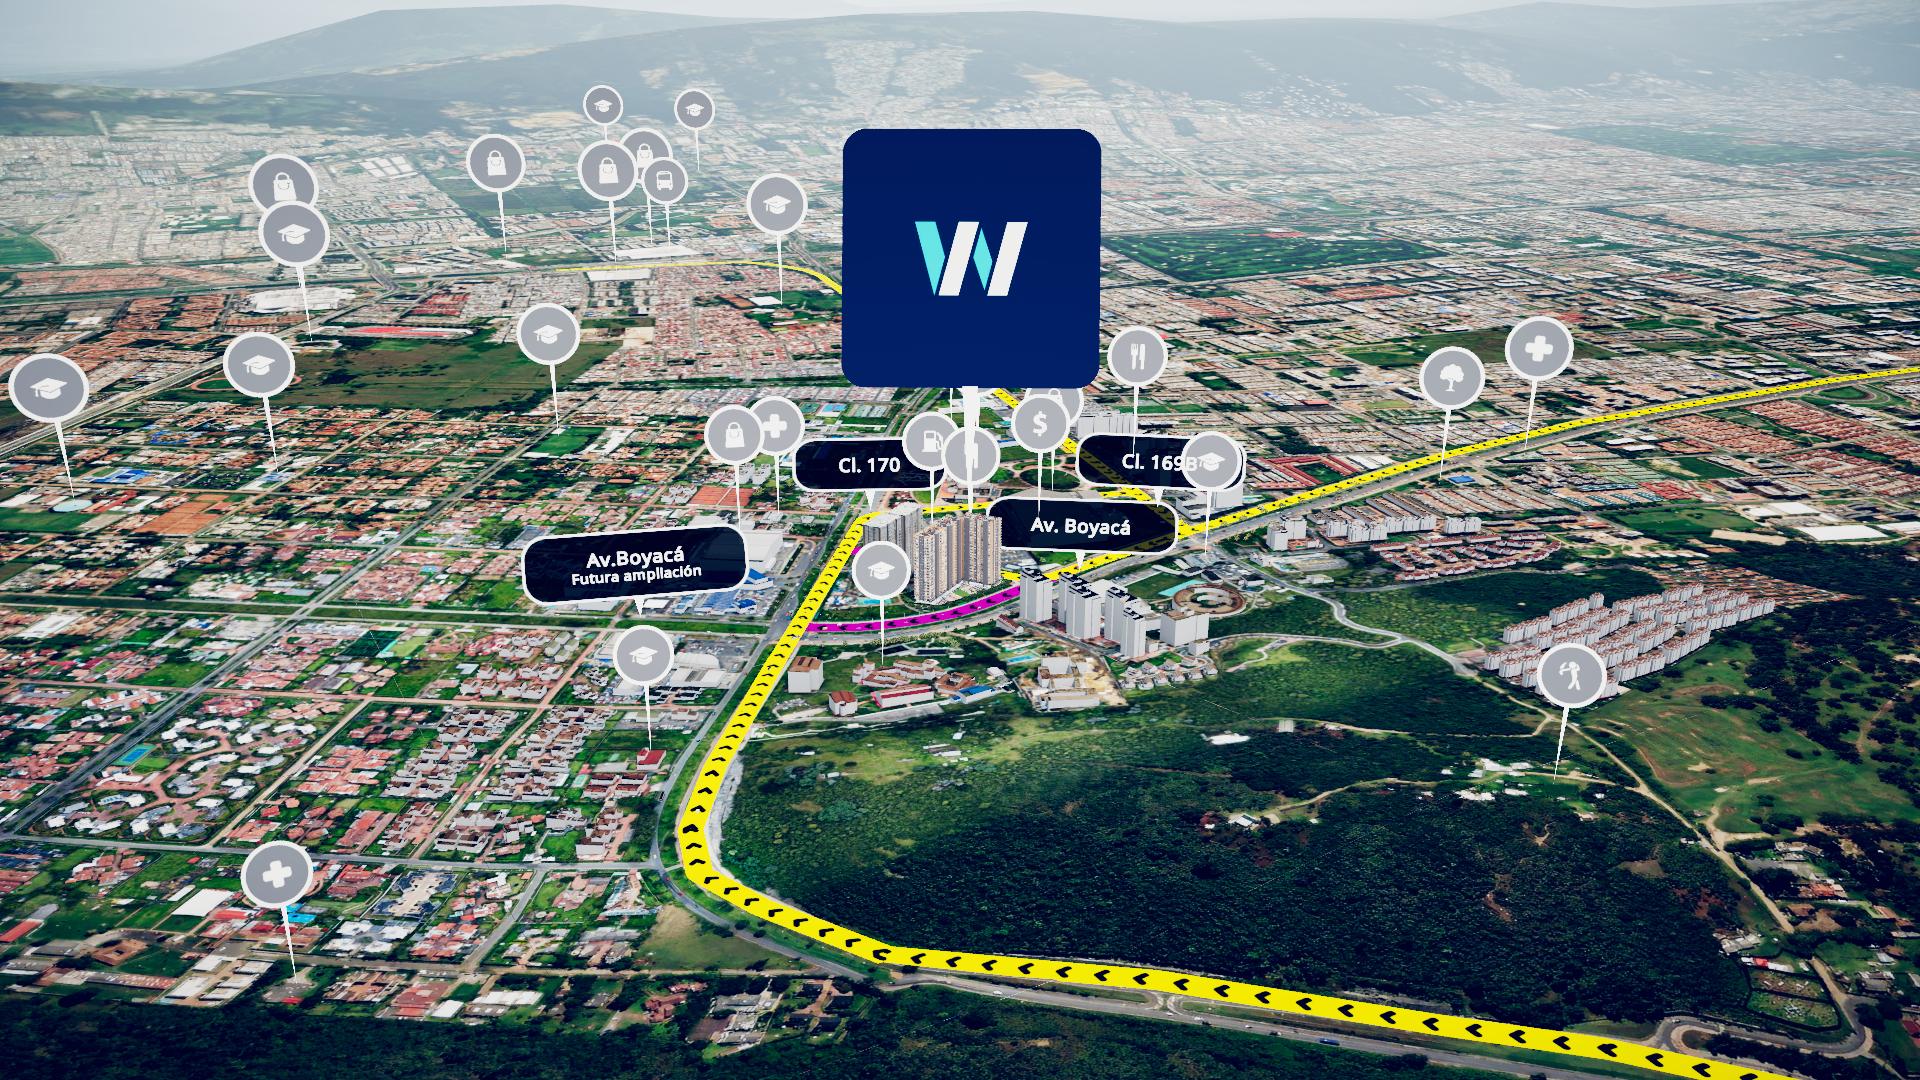 W
Cl. 170
Cl. 169B
Av. Boyacá
Av.Boyacá
Futura ampliación
$